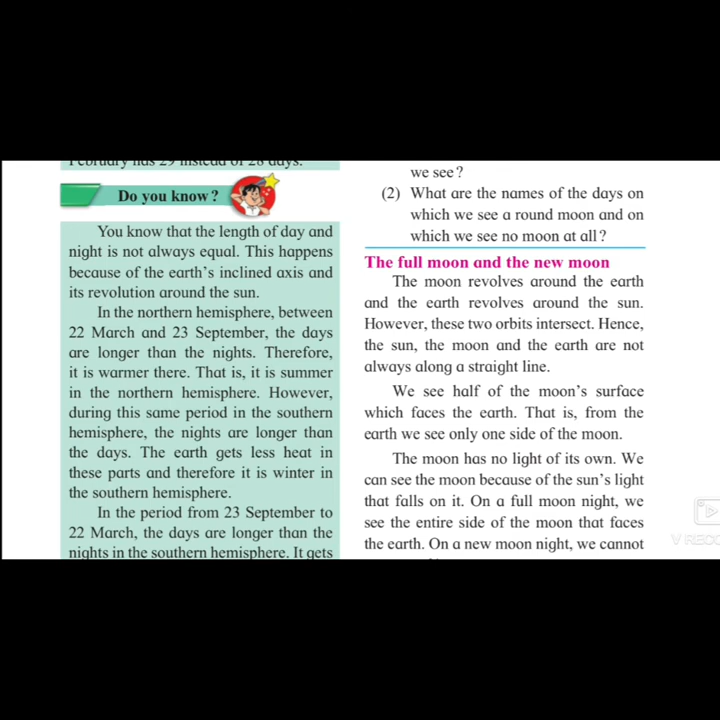 February has 29 instead of 28 days.
Do you know?
You know that the length of day and
night is not always equal. This happens
because of the earth's inclined axis and
its revolution around the sun.
In the northern hemisphere, between
22 March and 23 September, the days
are longer than the nights. Therefore,
it is warmer there. That is, it is summer
in the northern hemisphere. However,
during this same period in the southern
hemisphere, the nights are longer than
the days. The earth gets less heat in
these parts and therefore it is winter in
the southern hemisphere.
In the period from 23 September to
22 March, the days are longer than the
nights in the southern hemisphere. It gets
we see?
(2) What are the names of the days on
which we see a round moon and on
which we see no moon at all?
The full moon and the new moon
The moon revolves around the earth
and the earth revolves around the sun.
However, these two orbits intersect. Hence,
the sun, the moon and the earth are not
always along a straight line.
We see half of the moon's surface
which faces the earth. That is, from the
earth we see only one side of the moon.
The moon has no light of its own. We
can see the moon because of the sun's light
that falls on it. On a full moon night, we
see the entire side of the moon that faces
the earth. On a new moon night, we cannot
V RECO